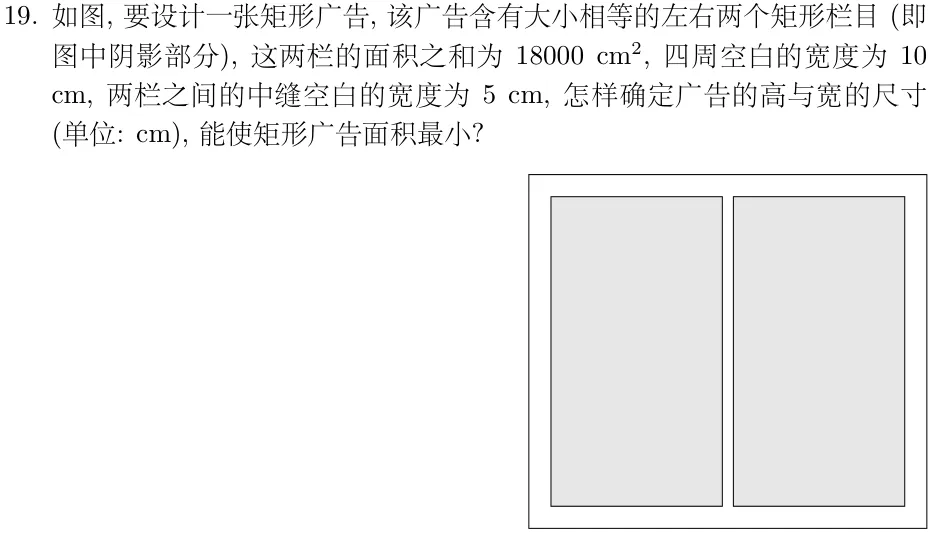 19. 如图, 要设计一张矩形广告, 该广告含有大小相等的左右两个矩形栏目 (即
图中阴影部分), 这两栏的面积之和为 18000 cm², 四周空白的宽度为 10
cm, 两栏之间的中缝空白的宽度为 5 cm, 怎样确定广告的高与宽的尺寸
(单位: cm), 能使矩形广告面积最小?